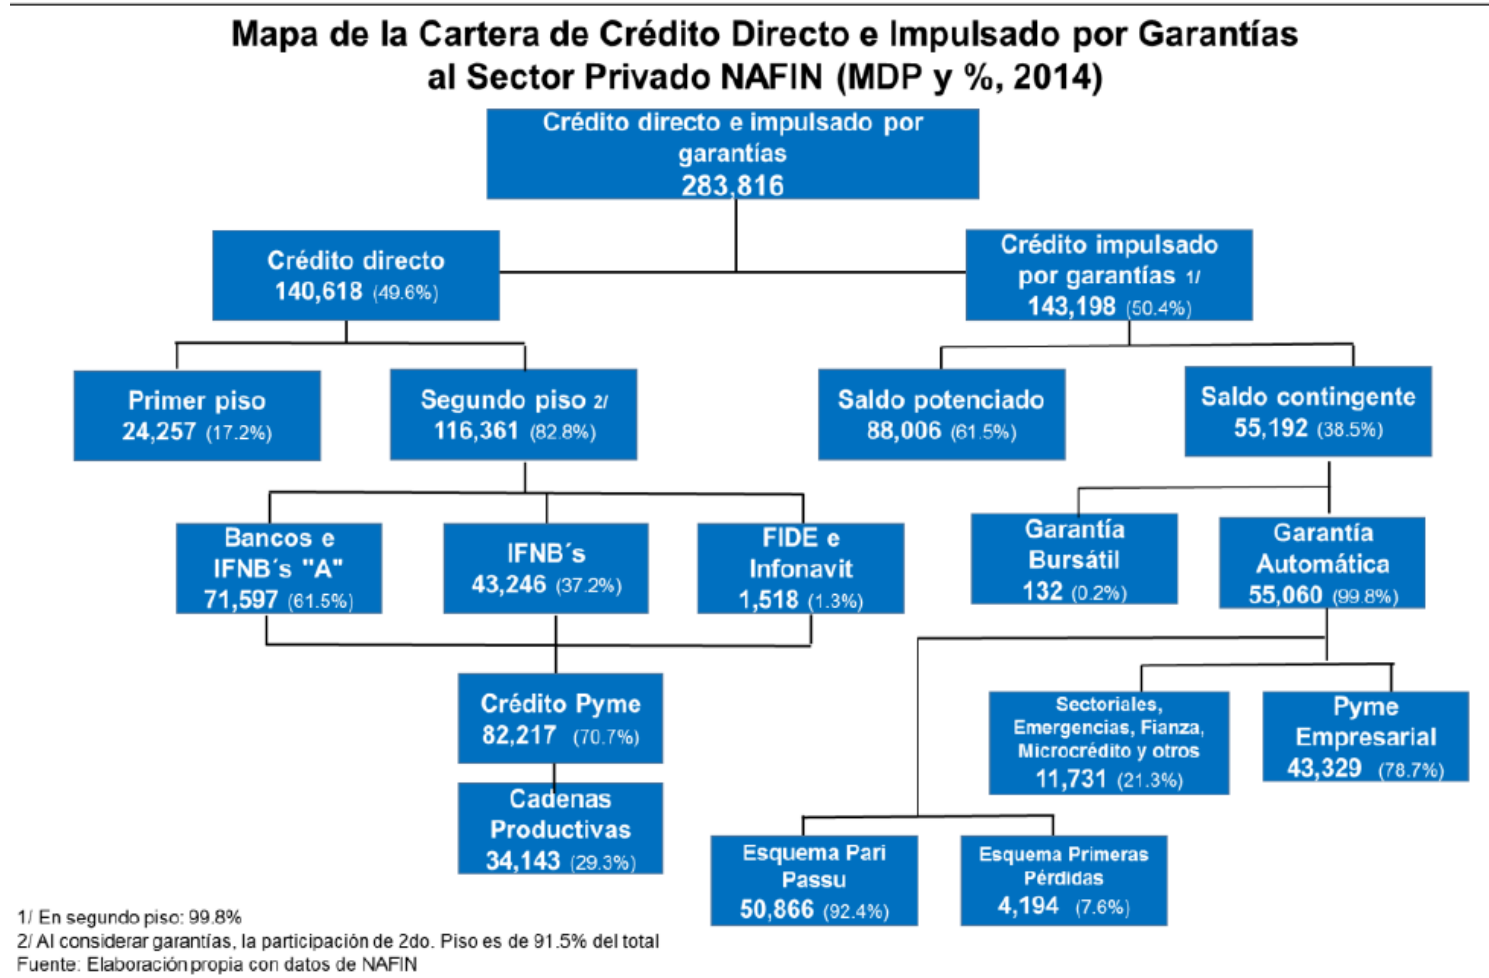 Mapa de la Cartera de Crédito Directo e Impulsado por Garantías
al Sector Privado NAFIN (MDP y %, 2014)
Crédito directo e impulsado por
garantías
283,816
Crédito directo
140,618 (49.6%)
Crédito impulsado
por garantías 1/
143,198 (50.4%)
Primer piso
24,257 (17.2%)
Segundo piso 2/
116,361 (82.8%)
Saldo potenciado
88,006 (61.5%)
Saldo contingente
55,192 (38.5%)
Bancos e
IFNB´s "A"
71,597 (61.5%)
IFNB´s
43,246 (37.2%)
FIDE e
Infonavit
1,518 (1.3%)
Garantía
Bursátil
132 (0.2%)
Garantía
Automática
55,060 (99.8%)
Crédito Pyme
82,217 (70.7%)
Sectoriales,
Emergencias, Fianza,
Microcrédito y otros
11,731 (21.3%)
Pyme
Empresarial
43,329 (78.7%)
Cadenas
Productivas
34,143 (29.3%)
Esquema Pari
Passu
50,866 (92.4%)
Esquema Primeras
Pérdidas
4,194 (7.6%)
1/ En segundo piso: 99.8%
2/ Al considerar garantías, la participación de 2do. Piso es de 91.5% del total
Fuente: Elaboración propia con datos de NAFIN